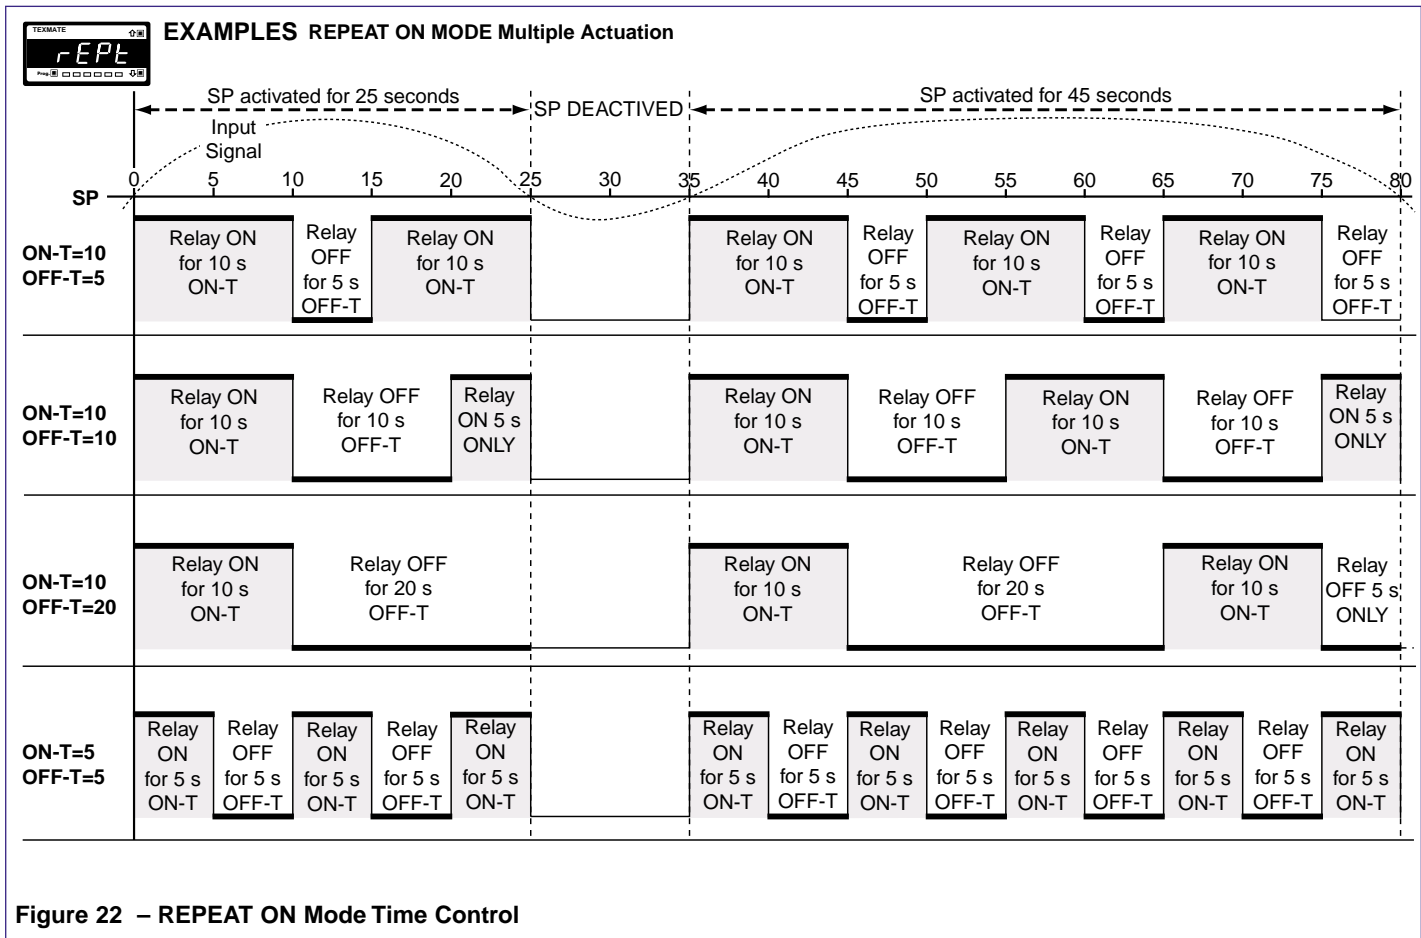 TEXMATE
rEPt
Prog.
EXAMPLES REPEAT ON MODE Multiple Actuation
SP activated for 25 seconds
SP DEACTIVED
SP activated for 45 seconds
Input
Signal
SP
0 5 10 15 20 25 30 35 40 45 50 55 60 65 70 75 80
ON-T=10
OFF-T=5
Relay ON
for 10 s
ON-T
Relay
OFF
for 5 s
OFF-T
Relay ON
for 10 s
ON-T
Relay ON
for 10 s
ON-T
Relay
OFF
for 5 s
OFF-T
Relay ON
for 10 s
ON-T
Relay
OFF
for 5 s
OFF-T
Relay ON
for 10 s
ON-T
Relay
OFF
for 5 s
OFF-T
ON-T=10
OFF-T=10
Relay ON
for 10 s
ON-T
Relay OFF
for 10 s
OFF-T
Relay
ON 5 s
ONLY
Relay ON
for 10 s
ON-T
Relay OFF
for 10 s
OFF-T
Relay ON
for 10 s
ON-T
Relay OFF
for 10 s
OFF-T
Relay
ON 5 s
ONLY
ON-T=10
OFF-T=20
Relay ON
for 10 s
ON-T
Relay OFF
for 20 s
OFF-T
Relay ON
for 10 s
ON-T
Relay OFF
for 20 s
OFF-T
Relay ON
for 10 s
ON-T
Relay
OFF 5 s
ONLY
ON-T=5
OFF-T=5
Relay
ON
for 5 s
ON-T
Relay
OFF
for 5 s
OFF-T
Relay
ON
for 5 s
ON-T
Relay
OFF
for 5 s
OFF-T
Relay
ON
for 5 s
ON-T
Relay
ON
for 5 s
ON-T
Relay
OFF
for 5 s
OFF-T
Relay
ON
for 5 s
ON-T
Relay
OFF
for 5 s
OFF-T
Relay
ON
for 5 s
ON-T
Relay
OFF
for 5 s
OFF-T
Relay
ON
for 5 s
ON-T
Relay
OFF
for 5 s
OFF-T
Relay
ON
for 5 s
ON-T
Figure 22 – REPEAT ON Mode Time Control